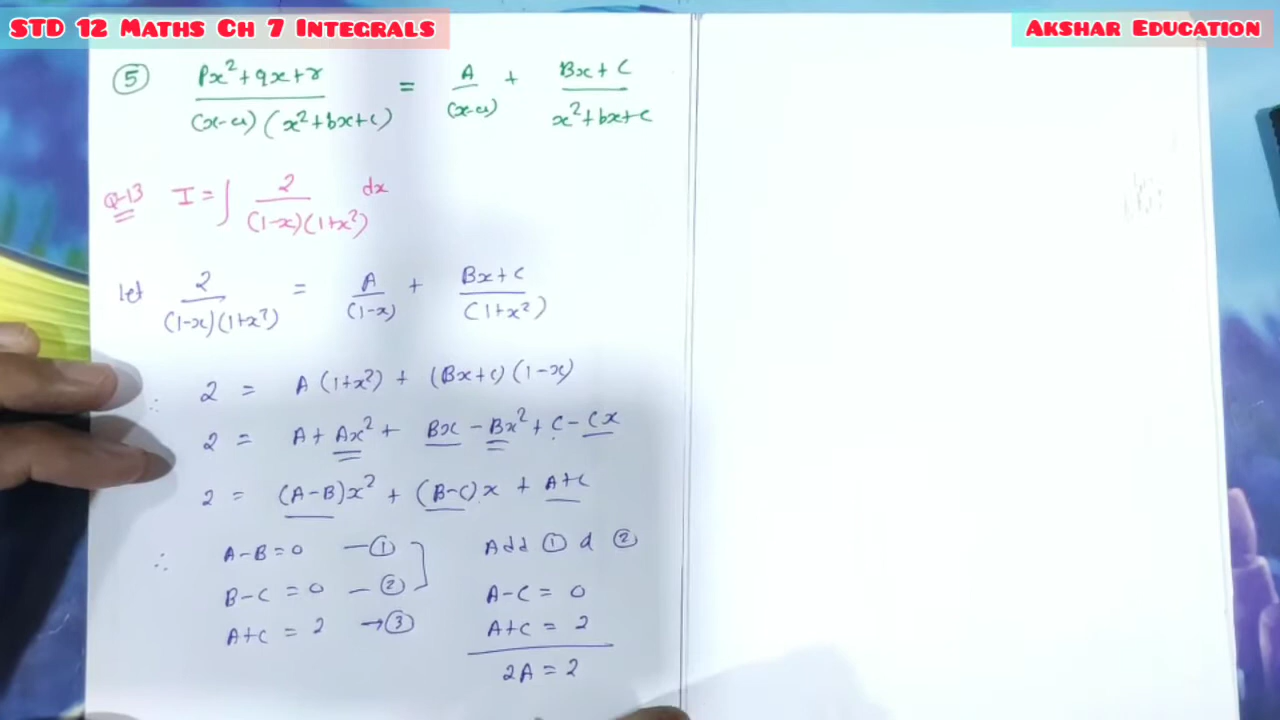 STD 12 Maths Ch 7 Integrals
Akshar Education
⑤ (Px²+qx+r)/((x-a)(x²+bx+c)) = A/(x-a) + (Bx+C)/(x²+bx+c)
Q-13 I = ∫ 2/((1-x)(1+x²)) dx
let 2/((1-x)(1+x²)) = A/(1-x) + (Bx+C)/(1+x²)
∴ 2 = A(1+x²) + (Bx+c)(1-x)
2 = A + Ax² + Bx - Bx² + C - Cx
2 = (A-B)x² + (B-C)x + A+C
∴ A-B=0 —①
B-C=0 —②
A+C=2 →③
Add ① d ②
A-C=0
A+C=2
2A=2